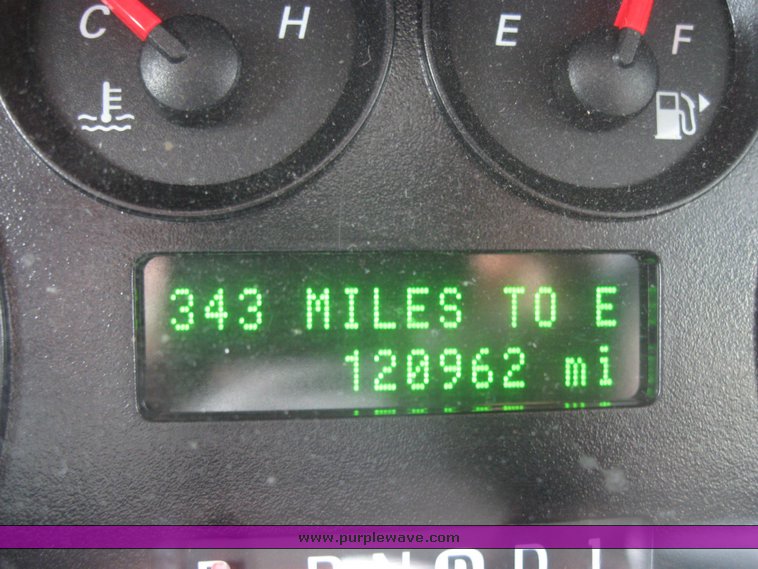 C H E F
343 MILES TO E
120962 mi
www.purplewave.com